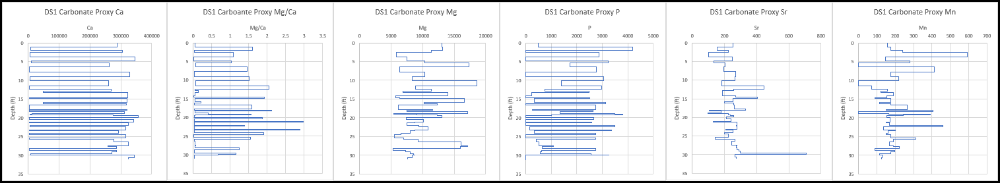 DS1 Carbonate Proxy Ca
Ca
0 100000 200000 300000 400000
0
5
10
15
20
25
30
35
Depth (ft)
DS1 Carboante Proxy Mg/Ca
Mg/Ca
0 0.5 1 1.5 2 2.5 3 3.5
0
5
10
15
20
25
30
35
Depth (ft)
DS1 Carbonate Proxy Mg
Mg
0 5000 10000 15000 20000
0
5
10
15
20
25
30
35
Depth (ft)
DS1 Carbonate Proxy P
P
0 1000 2000 3000 4000 5000
0
5
10
15
20
25
30
35
Depth (ft)
DS1 Carbonate Proxy Sr
Sr
0 200 400 600 800
0
5
10
15
20
25
30
35
Depth (ft)
DS1 Carbonate Proxy Mn
Mn
0 100 200 300 400 500 600 700
0
5
10
15
20
25
30
35
Depth (ft)